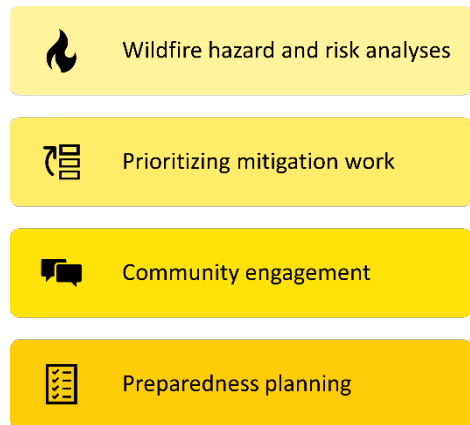 Wildfire hazard and risk analyses
Prioritizing mitigation work
Community engagement
Preparedness planning